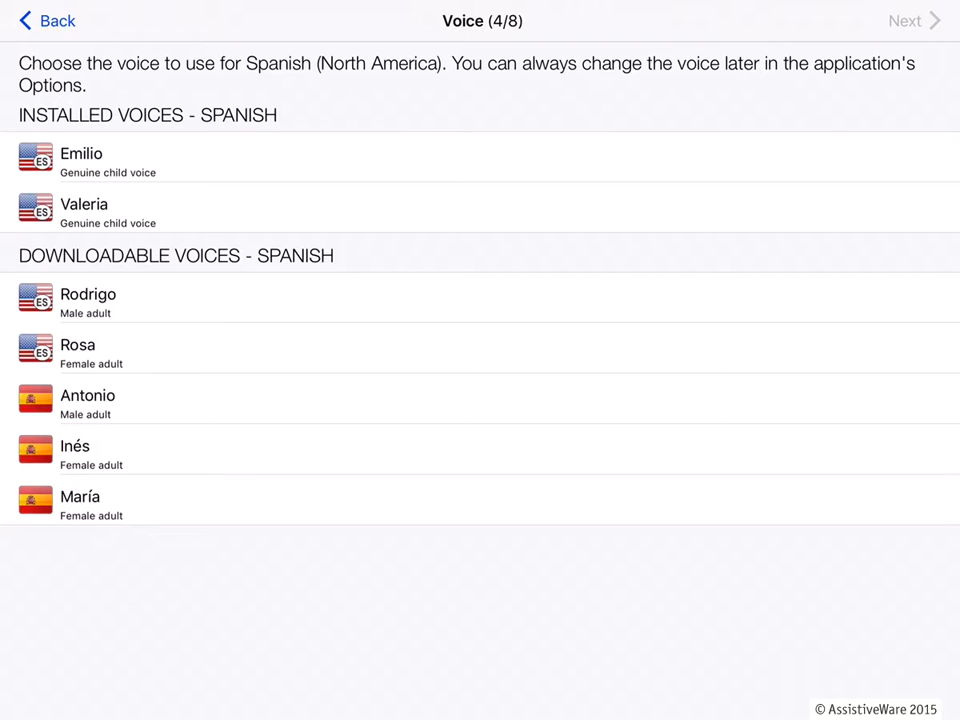 Back
Voice (4/8)
Next
Choose the voice to use for Spanish (North America). You can always change the voice later in the application's
Options.
INSTALLED VOICES - SPANISH
ES
Emilio
Genuine child voice
ES
Valeria
Genuine child voice
DOWNLOADABLE VOICES - SPANISH
ES
Rodrigo
Male adult
ES
Rosa
Female adult
Antonio
Male adult
Inés
Female adult
María
Female adult
© AssistiveWare 2015